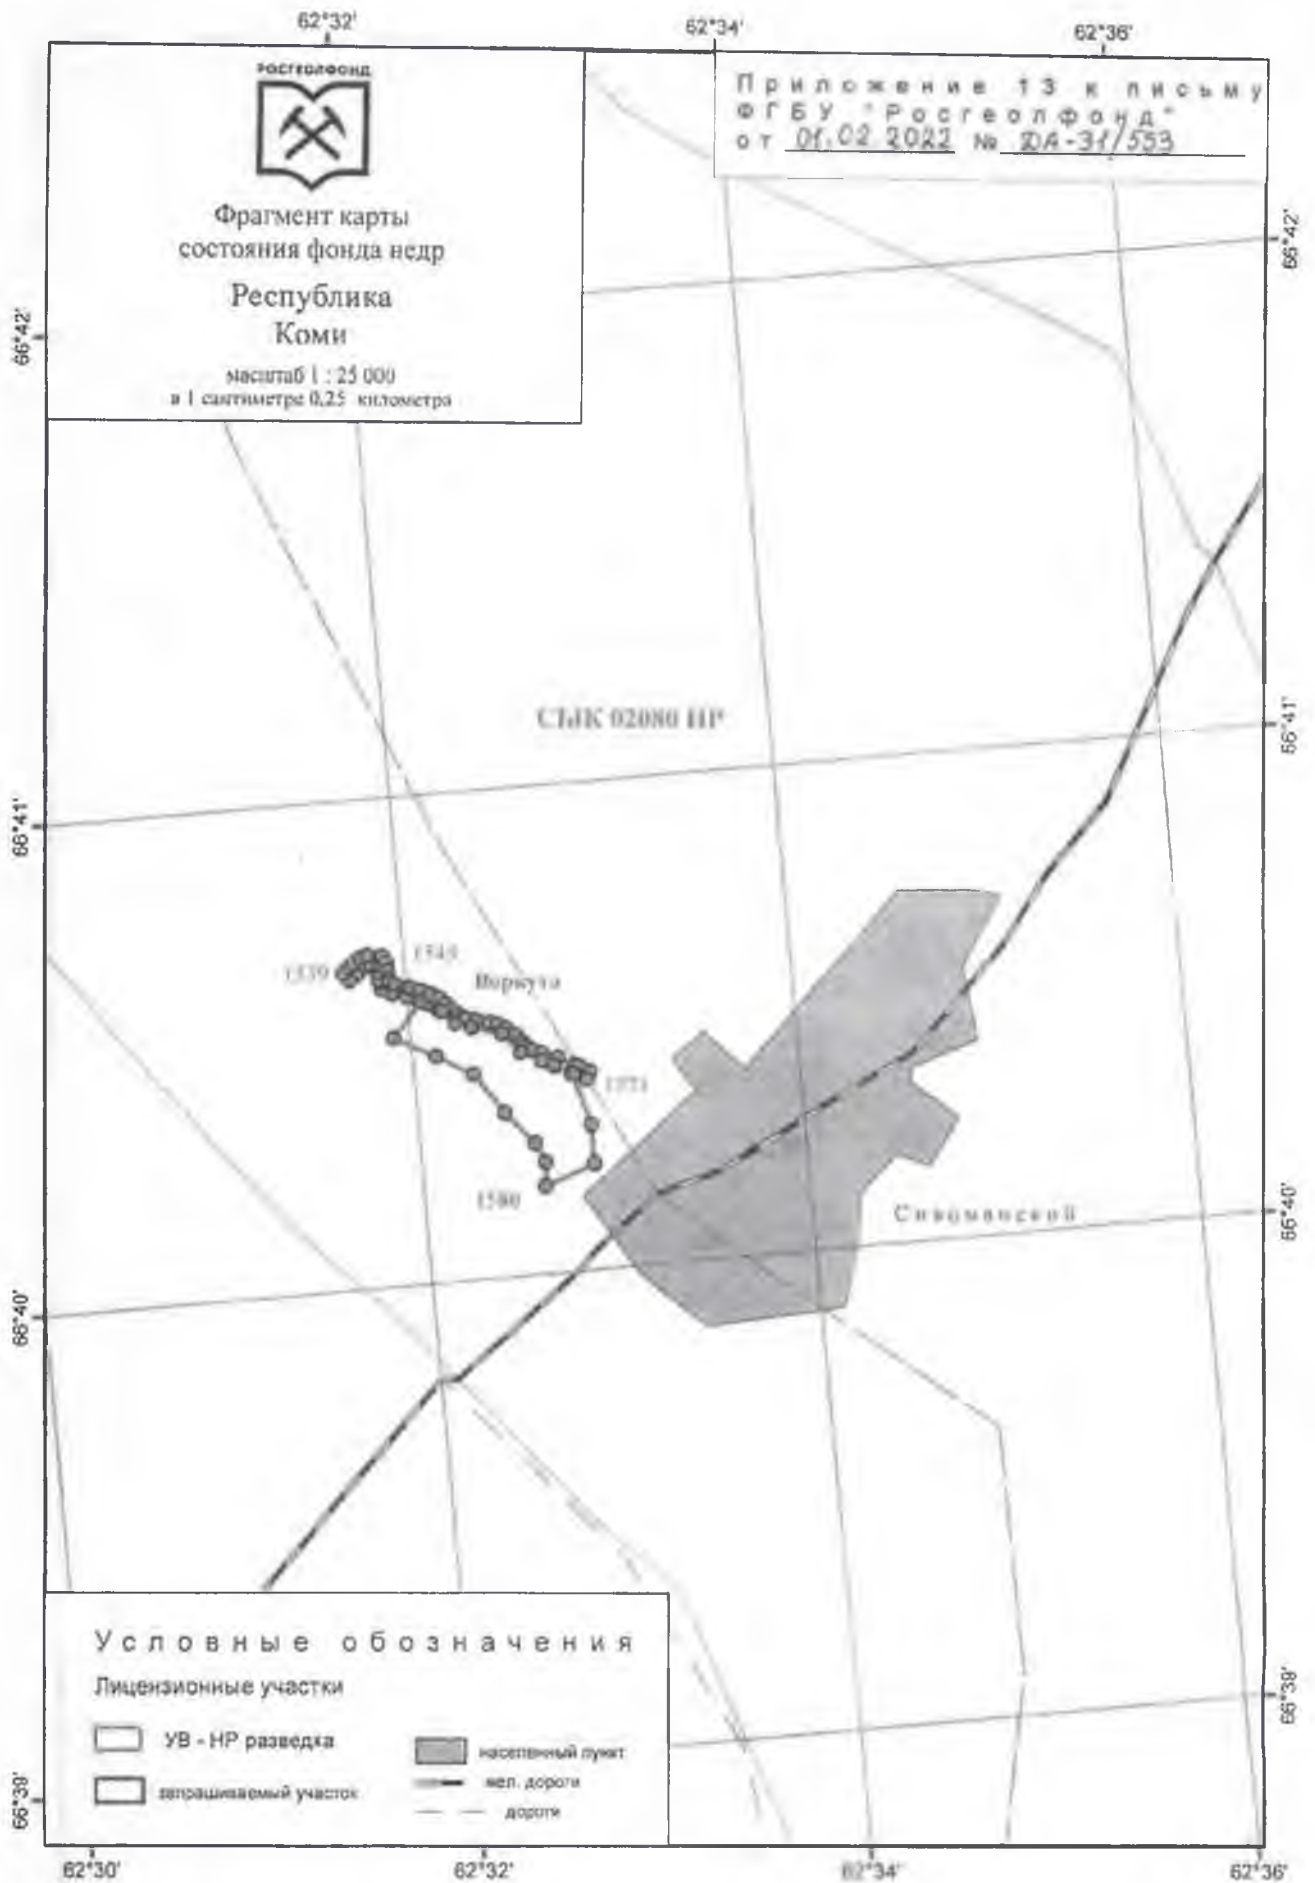 62°32' 62°34' 62°36'
РОСГЕОЛФОНД
Фрагмент карты
состояния фонда недр
Республика
Коми
масштаб 1 : 25 000
в 1 сантиметре 0,25 километра
Приложение 13 к письму
ФГБУ "Росгеолфонд"
от 01.02.2022 № ДА-31/553
66°42'
66°42'
СЫК 02080 НР
66°41'
66°41'
1539
1545
Воркута
1571
1580
Сивомаскинский
66°40'
66°40'
Условные обозначения
Лицензионные участки
УВ - НР разведка
запрашиваемый участок
населенный пункт
жел. дороги
дороги
66°39'
66°39'
62°30' 62°32' 62°34' 62°36'